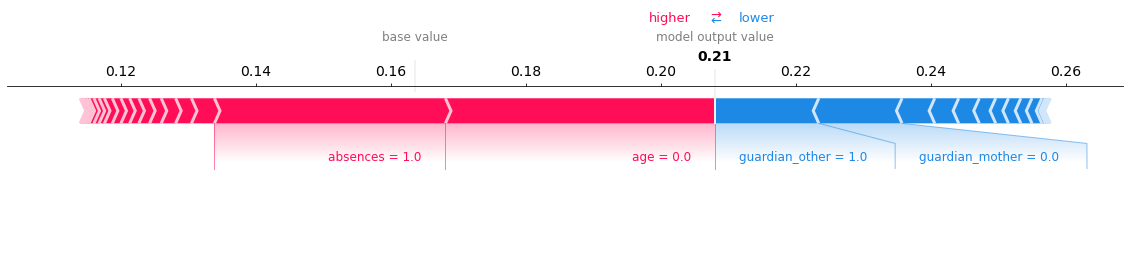 higher ⇄ lower
base value model output value
0.21
0.12 0.14 0.16 0.18 0.20 0.22 0.24 0.26
absences = 1.0 age = 0.0 guardian_other = 1.0 guardian_mother = 0.0